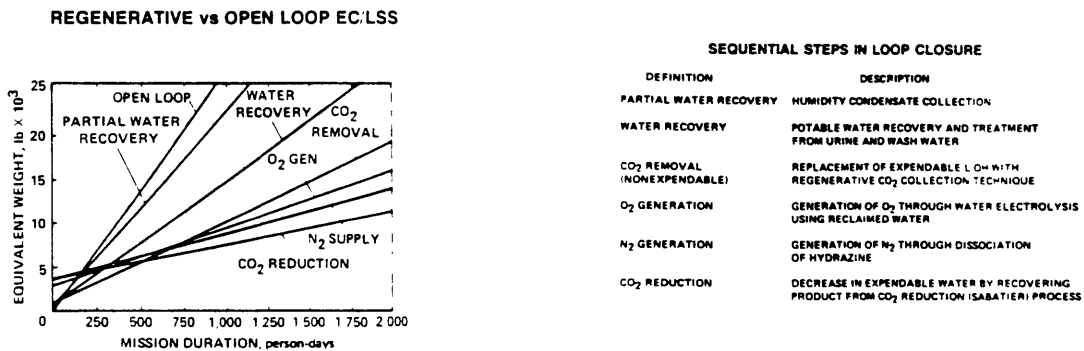 REGENERATIVE vs OPEN LOOP EC/LSS
25
20
15
10
5
0
EQUIVALENT WEIGHT, lb × 10³
OPEN LOOP
PARTIAL WATER
RECOVERY
WATER
RECOVERY
CO₂
REMOVAL
O₂ GEN
N₂ SUPPLY
CO₂ REDUCTION
250 500 750 1,000 1 250 1 500 1 750 2 000
MISSION DURATION, person-days
SEQUENTIAL STEPS IN LOOP CLOSURE
DEFINITION DESCRIPTION
PARTIAL WATER RECOVERY HUMIDITY CONDENSATE COLLECTION
WATER RECOVERY POTABLE WATER RECOVERY AND TREATMENT
FROM URINE AND WASH WATER
CO₂ REMOVAL REPLACEMENT OF EXPENDABLE LiOH WITH
(NONEXPENDABLE) REGENERATIVE CO₂ COLLECTION TECHNIQUE
O₂ GENERATION GENERATION OF O₂ THROUGH WATER ELECTROLYSIS
USING RECLAIMED WATER
N₂ GENERATION GENERATION OF N₂ THROUGH DISSOCIATION
OF HYDRAZINE
CO₂ REDUCTION DECREASE IN EXPENDABLE WATER BY RECOVERING
PRODUCT FROM CO₂ REDUCTION (SABATIER) PROCESS